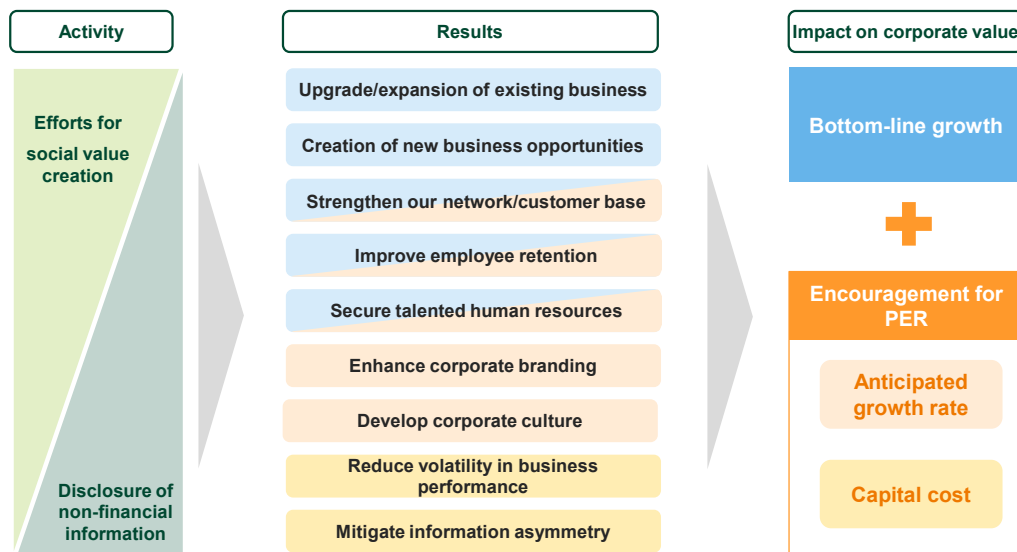 Activity
Results
Impact on corporate value
Efforts for
social value
creation
Disclosure of
non-financial
information
Upgrade/expansion of existing business
Creation of new business opportunities
Strengthen our network/customer base
Improve employee retention
Secure talented human resources
Enhance corporate branding
Develop corporate culture
Reduce volatility in business
performance
Mitigate information asymmetry
Bottom-line growth
Encouragement for
PER
Anticipated
growth rate
Capital cost